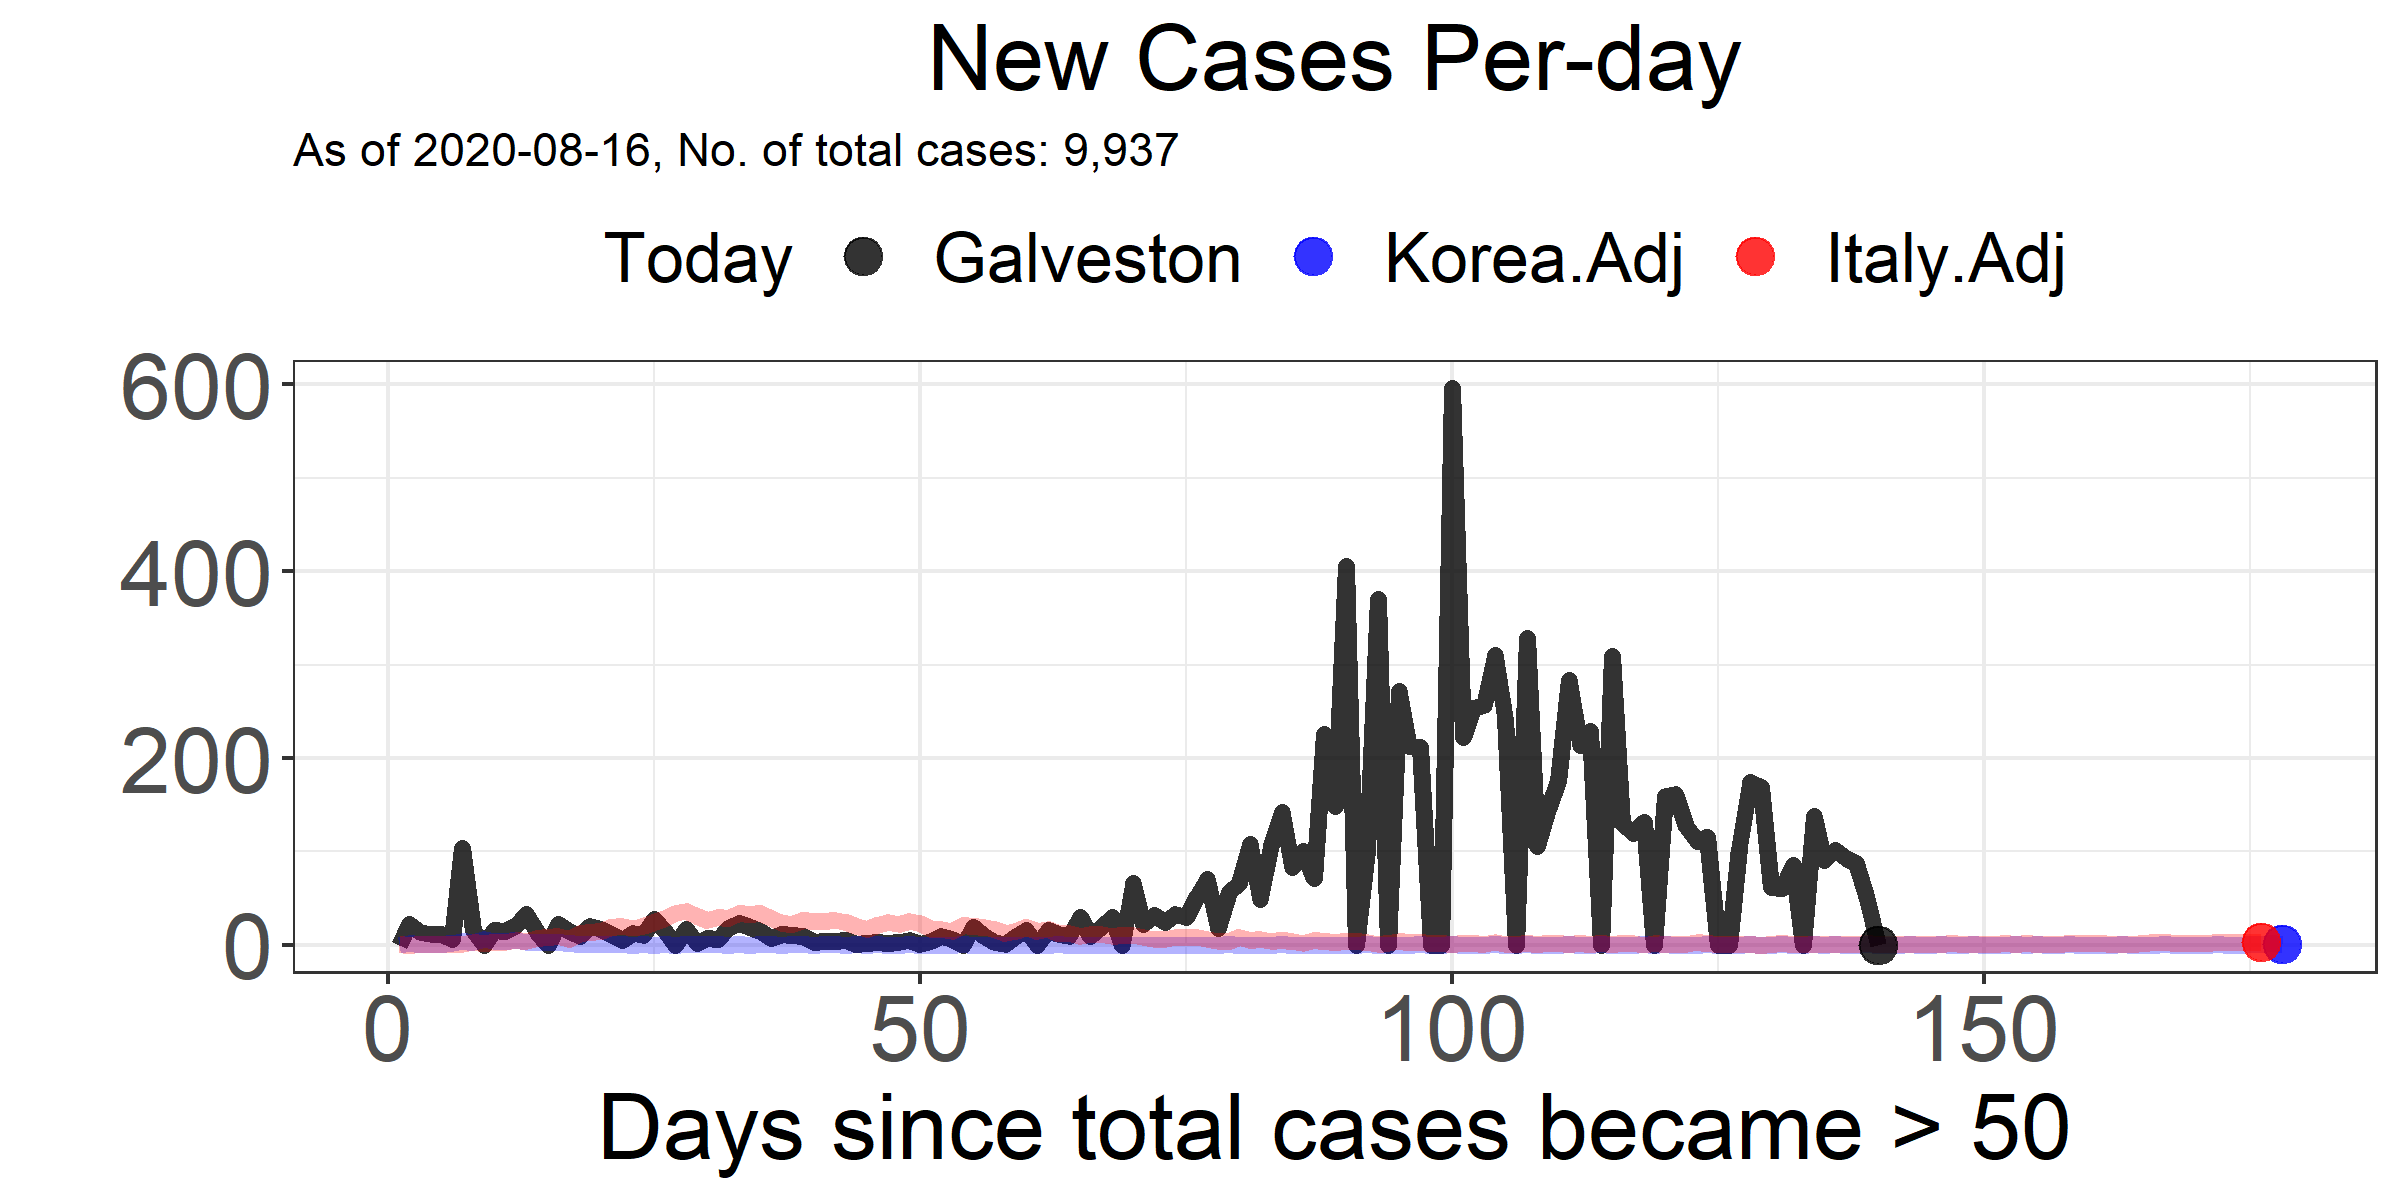 New Cases Per-day
As of 2020-08-16, No. of total cases: 9,937
Today Galveston Korea.Adj Italy.Adj
600
400
200
0
0 50 100 150
Days since total cases became > 50